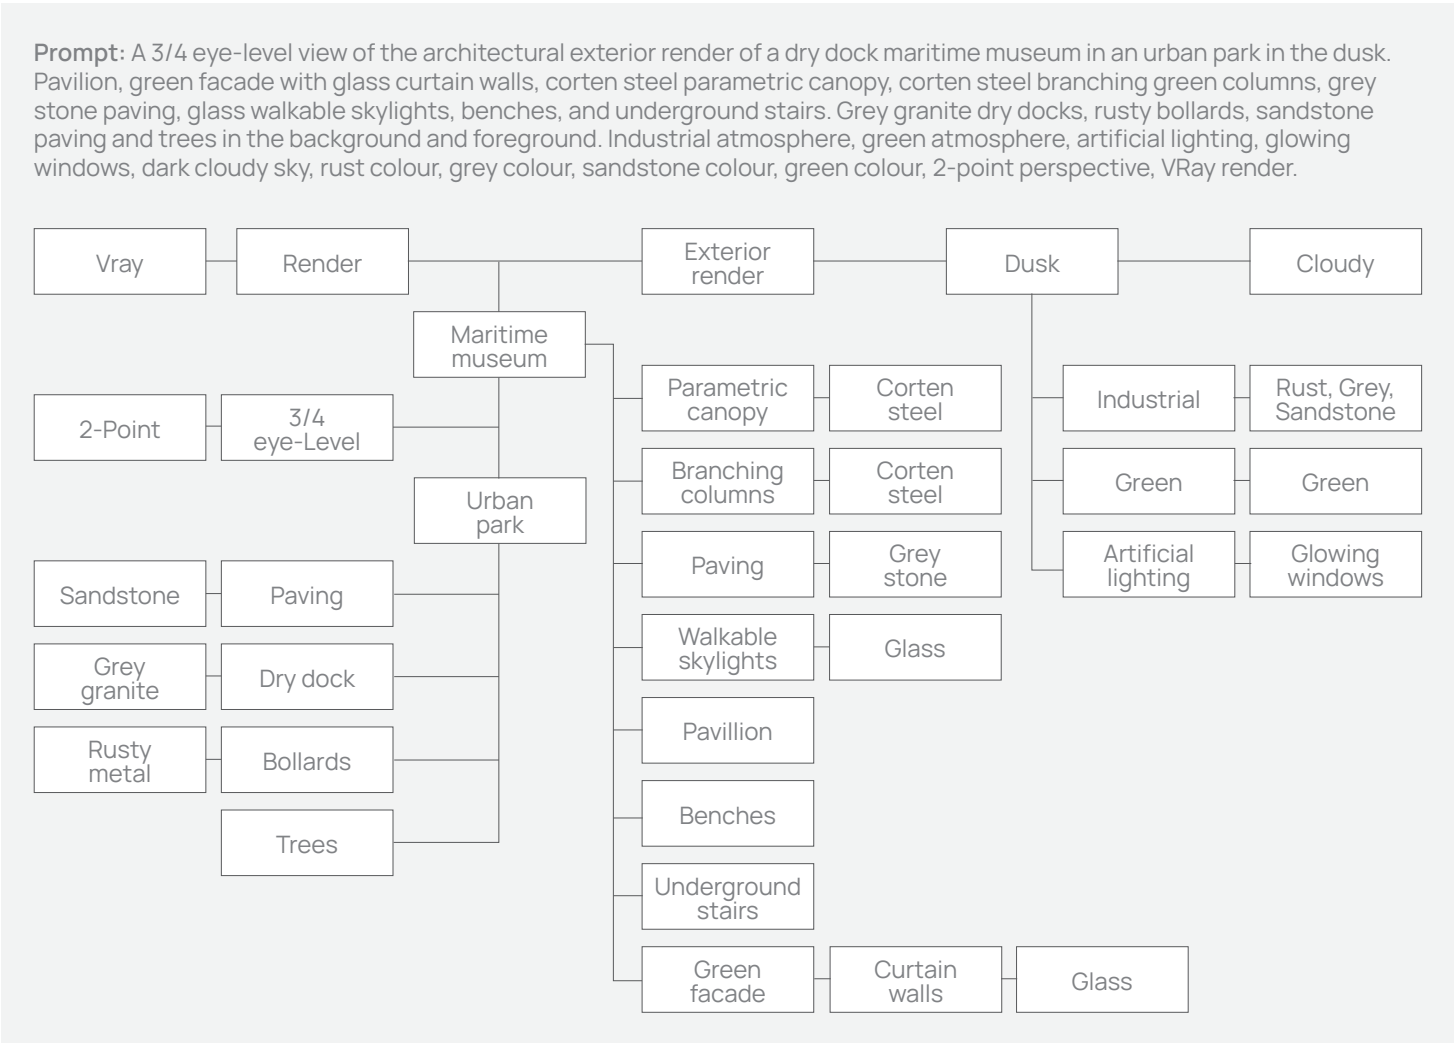 Prompt: A 3/4 eye-level view of the architectural exterior render of a dry dock maritime museum in an urban park in the dusk.
Pavilion, green facade with glass curtain walls, corten steel parametric canopy, corten steel branching green columns, grey
stone paving, glass walkable skylights, benches, and underground stairs. Grey granite dry docks, rusty bollards, sandstone
paving and trees in the background and foreground. Industrial atmosphere, green atmosphere, artificial lighting, glowing
windows, dark cloudy sky, rust colour, grey colour, sandstone colour, green colour, 2-point perspective, VRay render.
Vray
Render
Exterior
render
Dusk
Cloudy
Maritime
museum
2-Point
3/4
eye-Level
Urban
park
Sandstone
Paving
Grey
granite
Dry dock
Rusty
metal
Bollards
Trees
Parametric
canopy
Corten
steel
Branching
columns
Corten
steel
Paving
Grey
stone
Walkable
skylights
Glass
Pavillion
Benches
Underground
stairs
Green
facade
Curtain
walls
Glass
Industrial
Rust, Grey,
Sandstone
Green
Green
Artificial
lighting
Glowing
windows